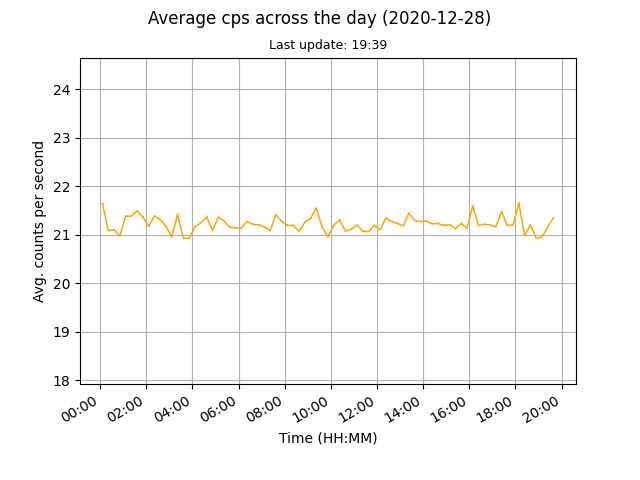 Average cps across the day (2020-12-28)
Last update: 19:39
24
23
22
21
20
19
18
Avg. counts per second
00:00 02:00 04:00 06:00 08:00 10:00 12:00 14:00 16:00 18:00 20:00
Time (HH:MM)